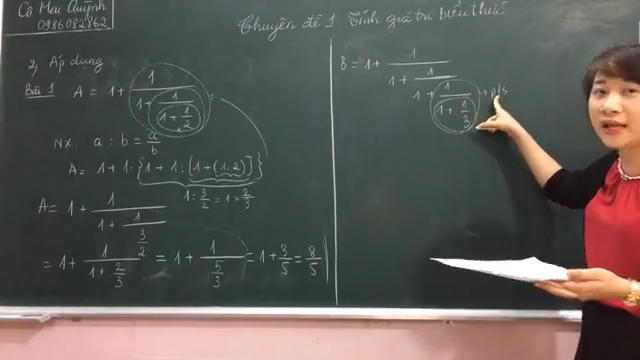 Cô Mai Quỳnh
0986082862
Chuyên đề 1 Tính giá trị biểu thức
2, Áp dụng
Bài 1 A = 1 + 1/(1 + 1/(1 + 1/2))
NX: a : b = a/b
A = 1 + 1 : {1 + 1 : [1 + (1 : 2)]}
1 : 3/2 = 1 × 2/3
A = 1 + 1/(1 + 1/(3/2))
= 1 + 1/(1 + 2/3) = 1 + 1/(5/3) = 1 + 3/5 = 8/5
B = 1 + 1/(1 + 1/(1 + 1/(1 + 1/3))) → p/s